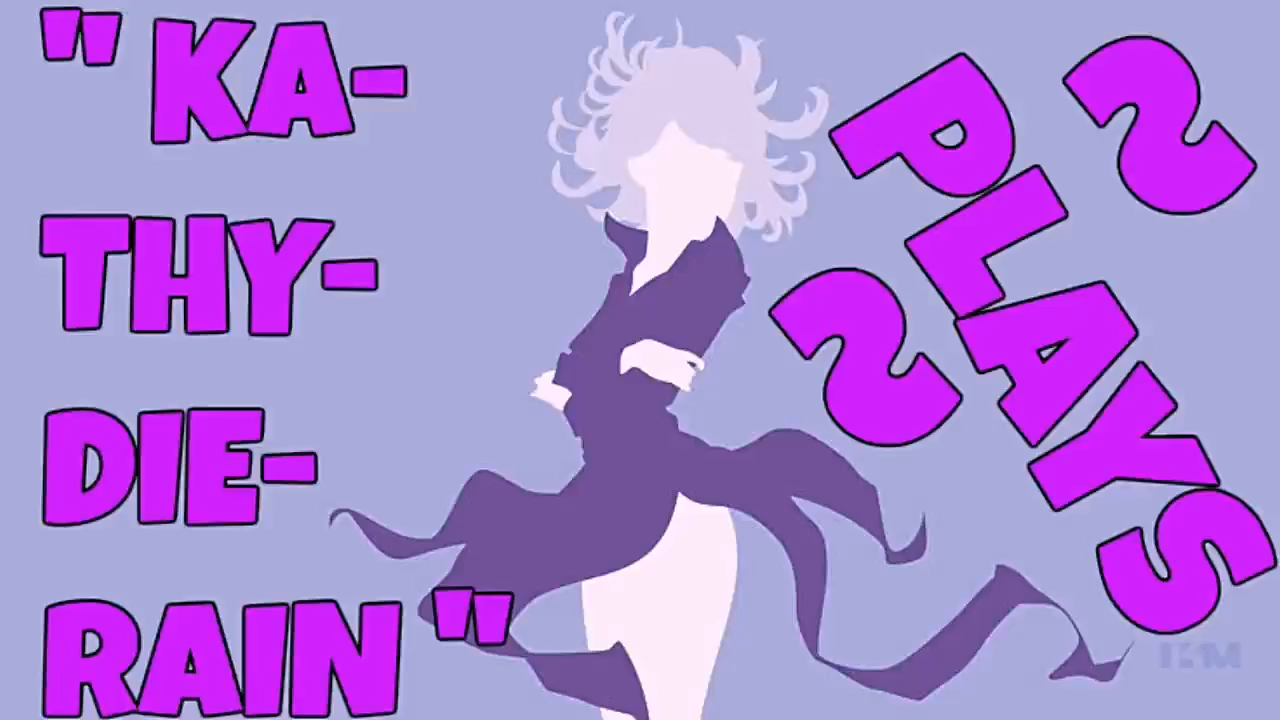 " KA-
THY-
DIE-
RAIN "
~ PLAYS ~